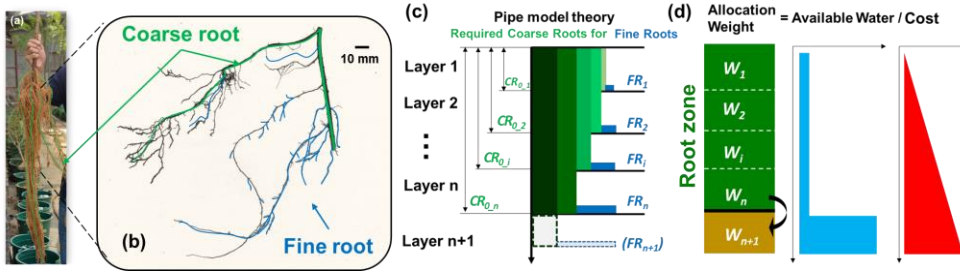 (a)
Coarse root
10 mm
(b)
Fine root
(c)
Pipe model theory
Required Coarse Roots for Fine Roots
Layer 1
CR0_1
FR1
Layer 2
CR0_2
FR2
⋮
CR0_i
FRi
Layer n
CR0_n
FRn
Layer n+1
(FRn+1)
(d)
Allocation = Available Water / Cost
Weight
Root zone
W1
W2
Wi
Wn
Wn+1